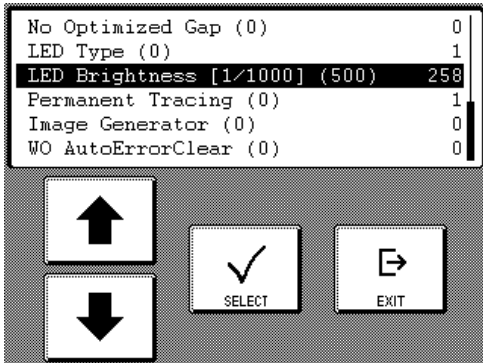 No Optimized Gap (0) 0
LED Type (0) 1
LED Brightness [1/1000] (500) 258
Permanent Tracing (0) 1
Image Generator (0) 0
WO AutoErrorClear (0) 0
SELECT
EXIT